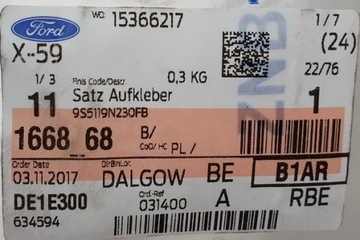 Ford
WO: 15366217
1/7
X-59
(24)
1/3
Finis Code/Descr.
0,3 KG
22/76
11
Satz Aufkleber
1
9S5119N230FB
1668 68
B/
CoO/ HC PL/
Order Date
Dlr/BinLoc.
03.11.2017
DALGOW
BE
B1AR
DE1E300
Ord.-Ref
031400
A
RBE
634594
ZNB